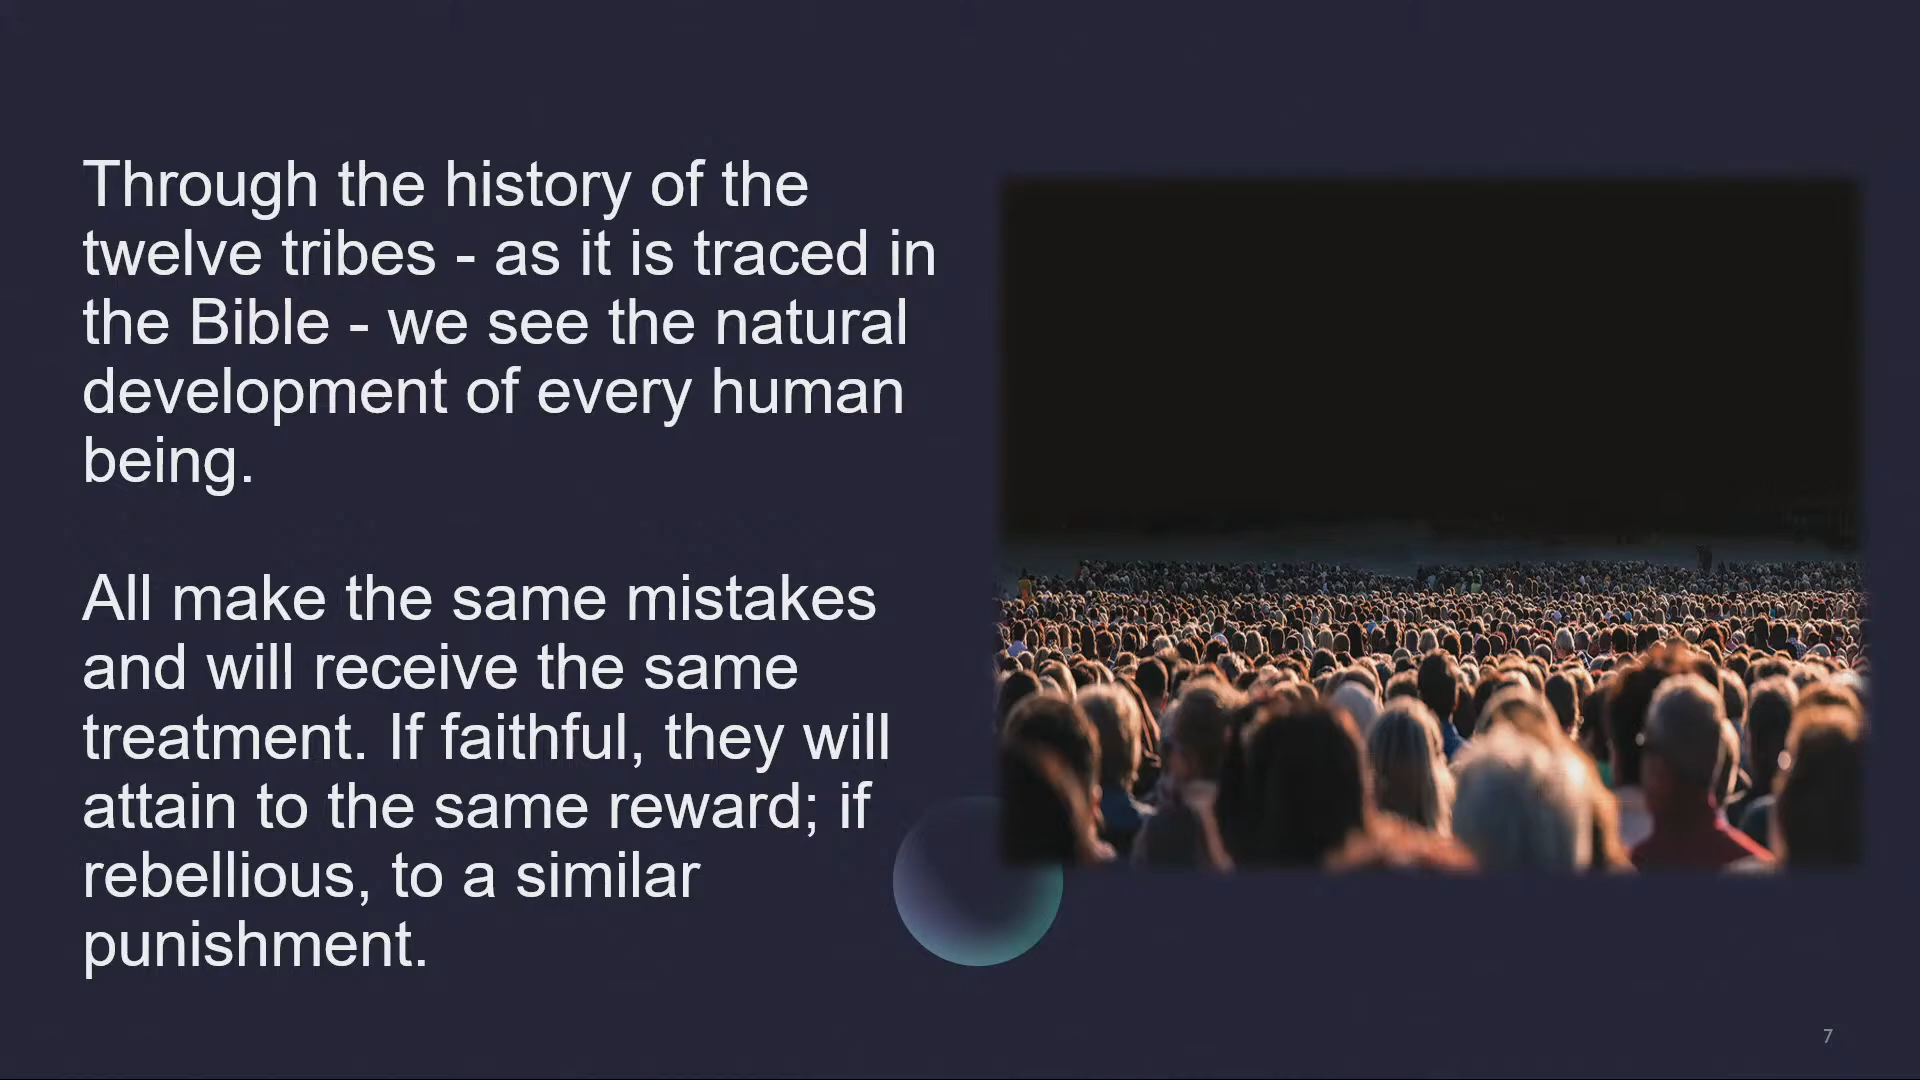 Through the history of the
twelve tribes - as it is traced in
the Bible - we see the natural
development of every human
being.
All make the same mistakes
and will receive the same
treatment. If faithful, they will
attain to the same reward; if
rebellious, to a similar
punishment.
7